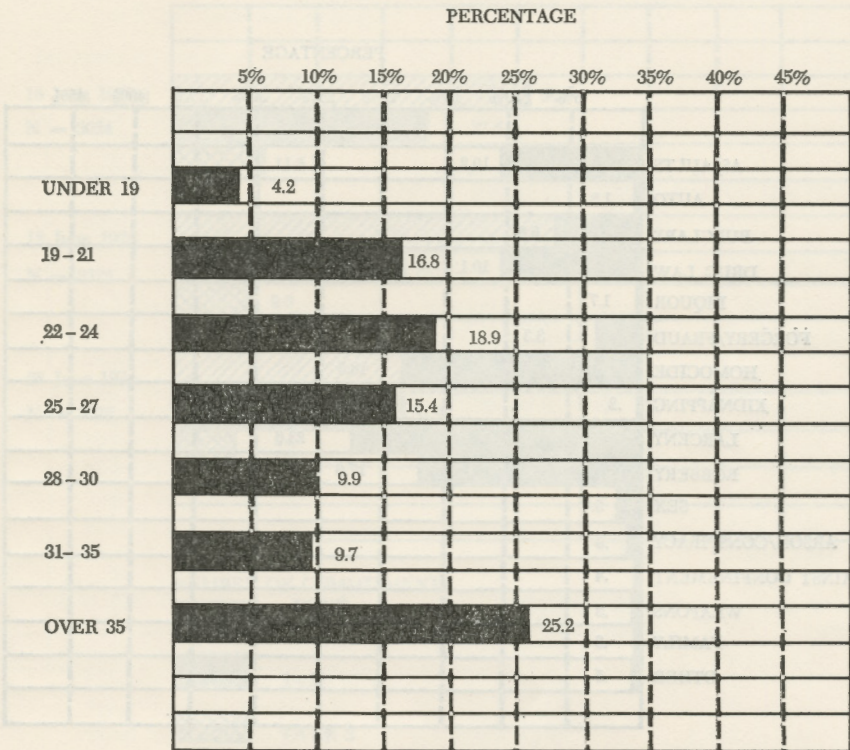 PERCENTAGE
5% 10% 15% 20% 25% 30% 35% 40% 45%
UNDER 19 4.2
19–21 16.8
22–24 18.9
25–27 15.4
28–30 9.9
31–35 9.7
OVER 35 25.2